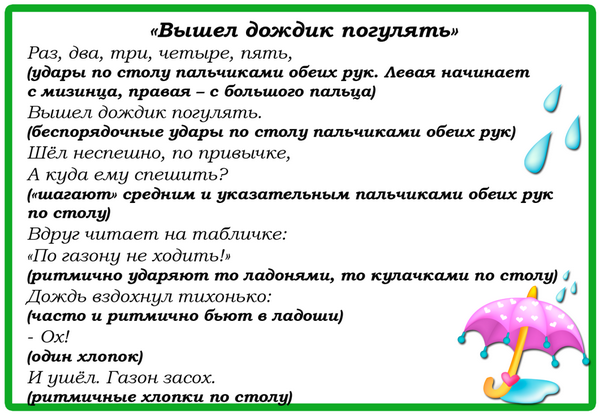 «Вышел дождик погулять»
Раз, два, три, четыре, пять,
(удары по столу пальчиками обеих рук. Левая начинает
с мизинца, правая – с большого пальца)
Вышел дождик погулять.
(беспорядочные удары по столу пальчиками обеих рук)
Шёл неспешно, по привычке,
А куда ему спешить?
(«шагают» средним и указательным пальчиками обеих рук
по столу)
Вдруг читает на табличке:
«По газону не ходить!»
(ритмично ударяют то ладонями, то кулачками по столу)
Дождь вздохнул тихонько:
(часто и ритмично бьют в ладоши)
- Ох!
(один хлопок)
И ушёл. Газон засох.
(ритмичные хлопки по столу)